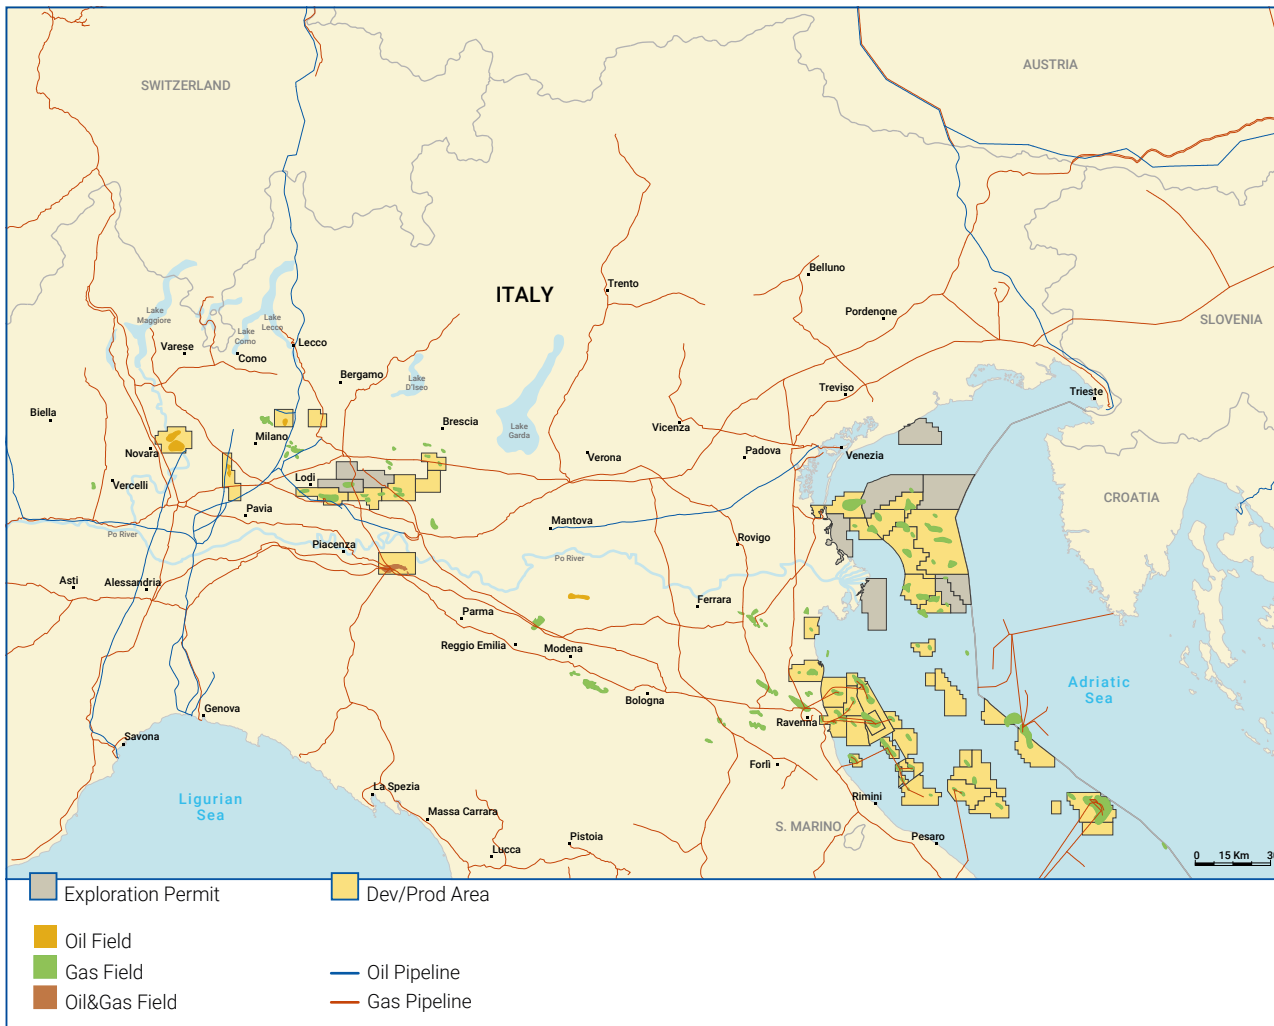 AUSTRIA
SWITZERLAND
Belluno
Trento
ITALY
Lake
Maggiore
Lake
Lecco
Pordenone
SLOVENIA
Lake
Como
Varese
Como
Lecco
Bergamo
Lake
D'Iseo
Treviso
Trieste
Biella
Brescia
Vicenza
Lake
Garda
Milano
Novara
Verona
Padova
Venezia
Vercelli
Lodi
CROATIA
Pavia
Mantova
Po River
Piacenza
Rovigo
Po River
Asti
Alessandria
Ferrara
Parma
Reggio Emilia
Modena
Adriatic
Sea
Bologna
Genova
Ravenna
Savona
Forlì
La Spezia
Ligurian
Sea
Rimini
Massa Carrara
S. MARINO
Pistoia
Pesaro
Lucca
0 15 Km 30
Exploration Permit
Dev/Prod Area
Oil Field
Gas Field
Oil Pipeline
Oil&Gas Field
Gas Pipeline